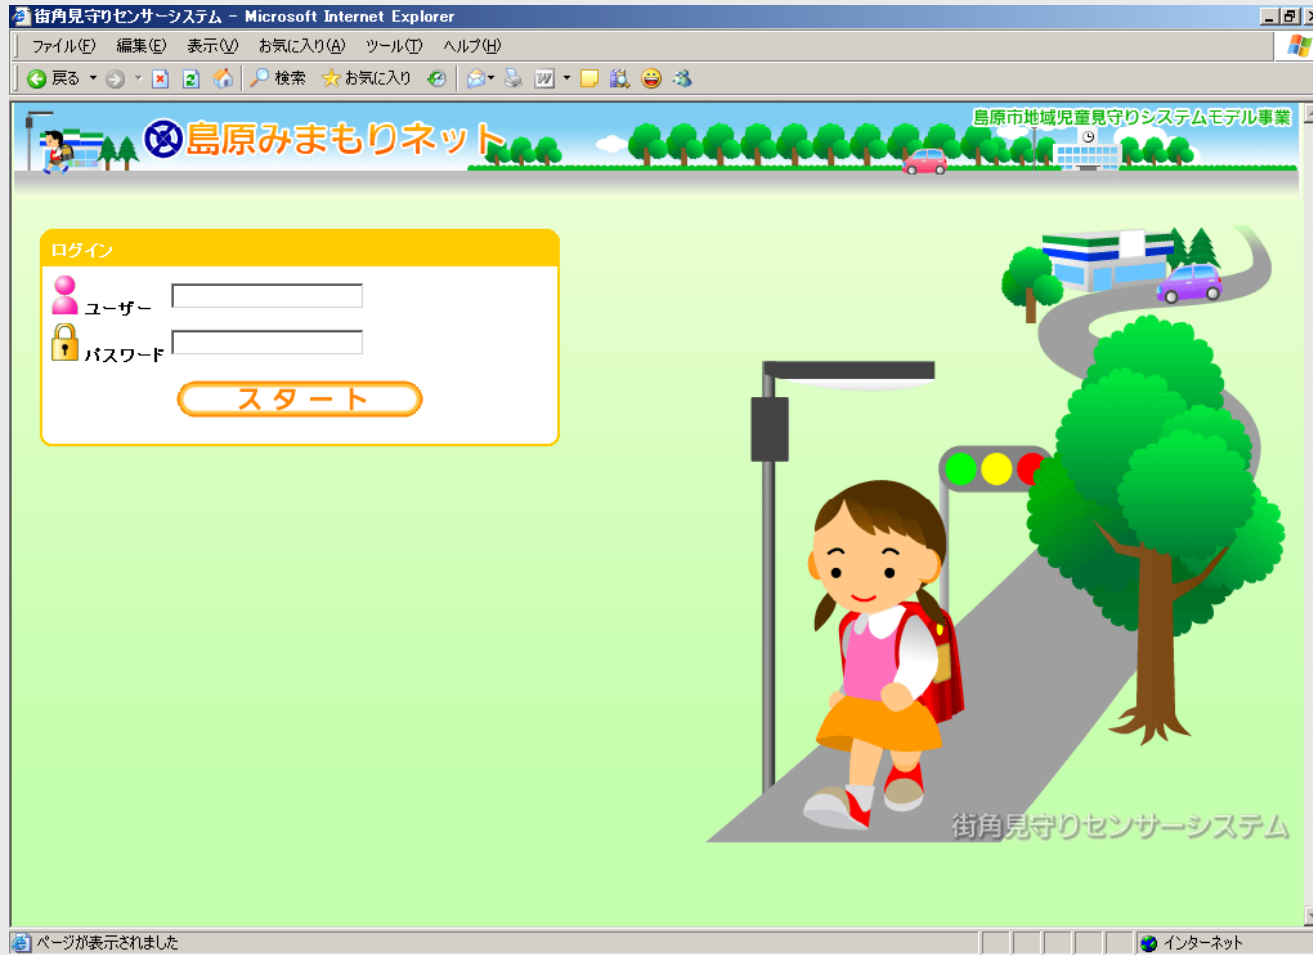 街角見守りセンサーシステム - Microsoft Internet Explorer
ファイル(F) 編集(E) 表示(V) お気に入り(A) ツール(T) ヘルプ(H)
戻る 検索 お気に入り
島原市地域児童見守りシステムモデル事業
島原みまもりネット
ログイン
ユーザー
パスワード
スタート
街角見守りセンサーシステム
ページが表示されました インターネット